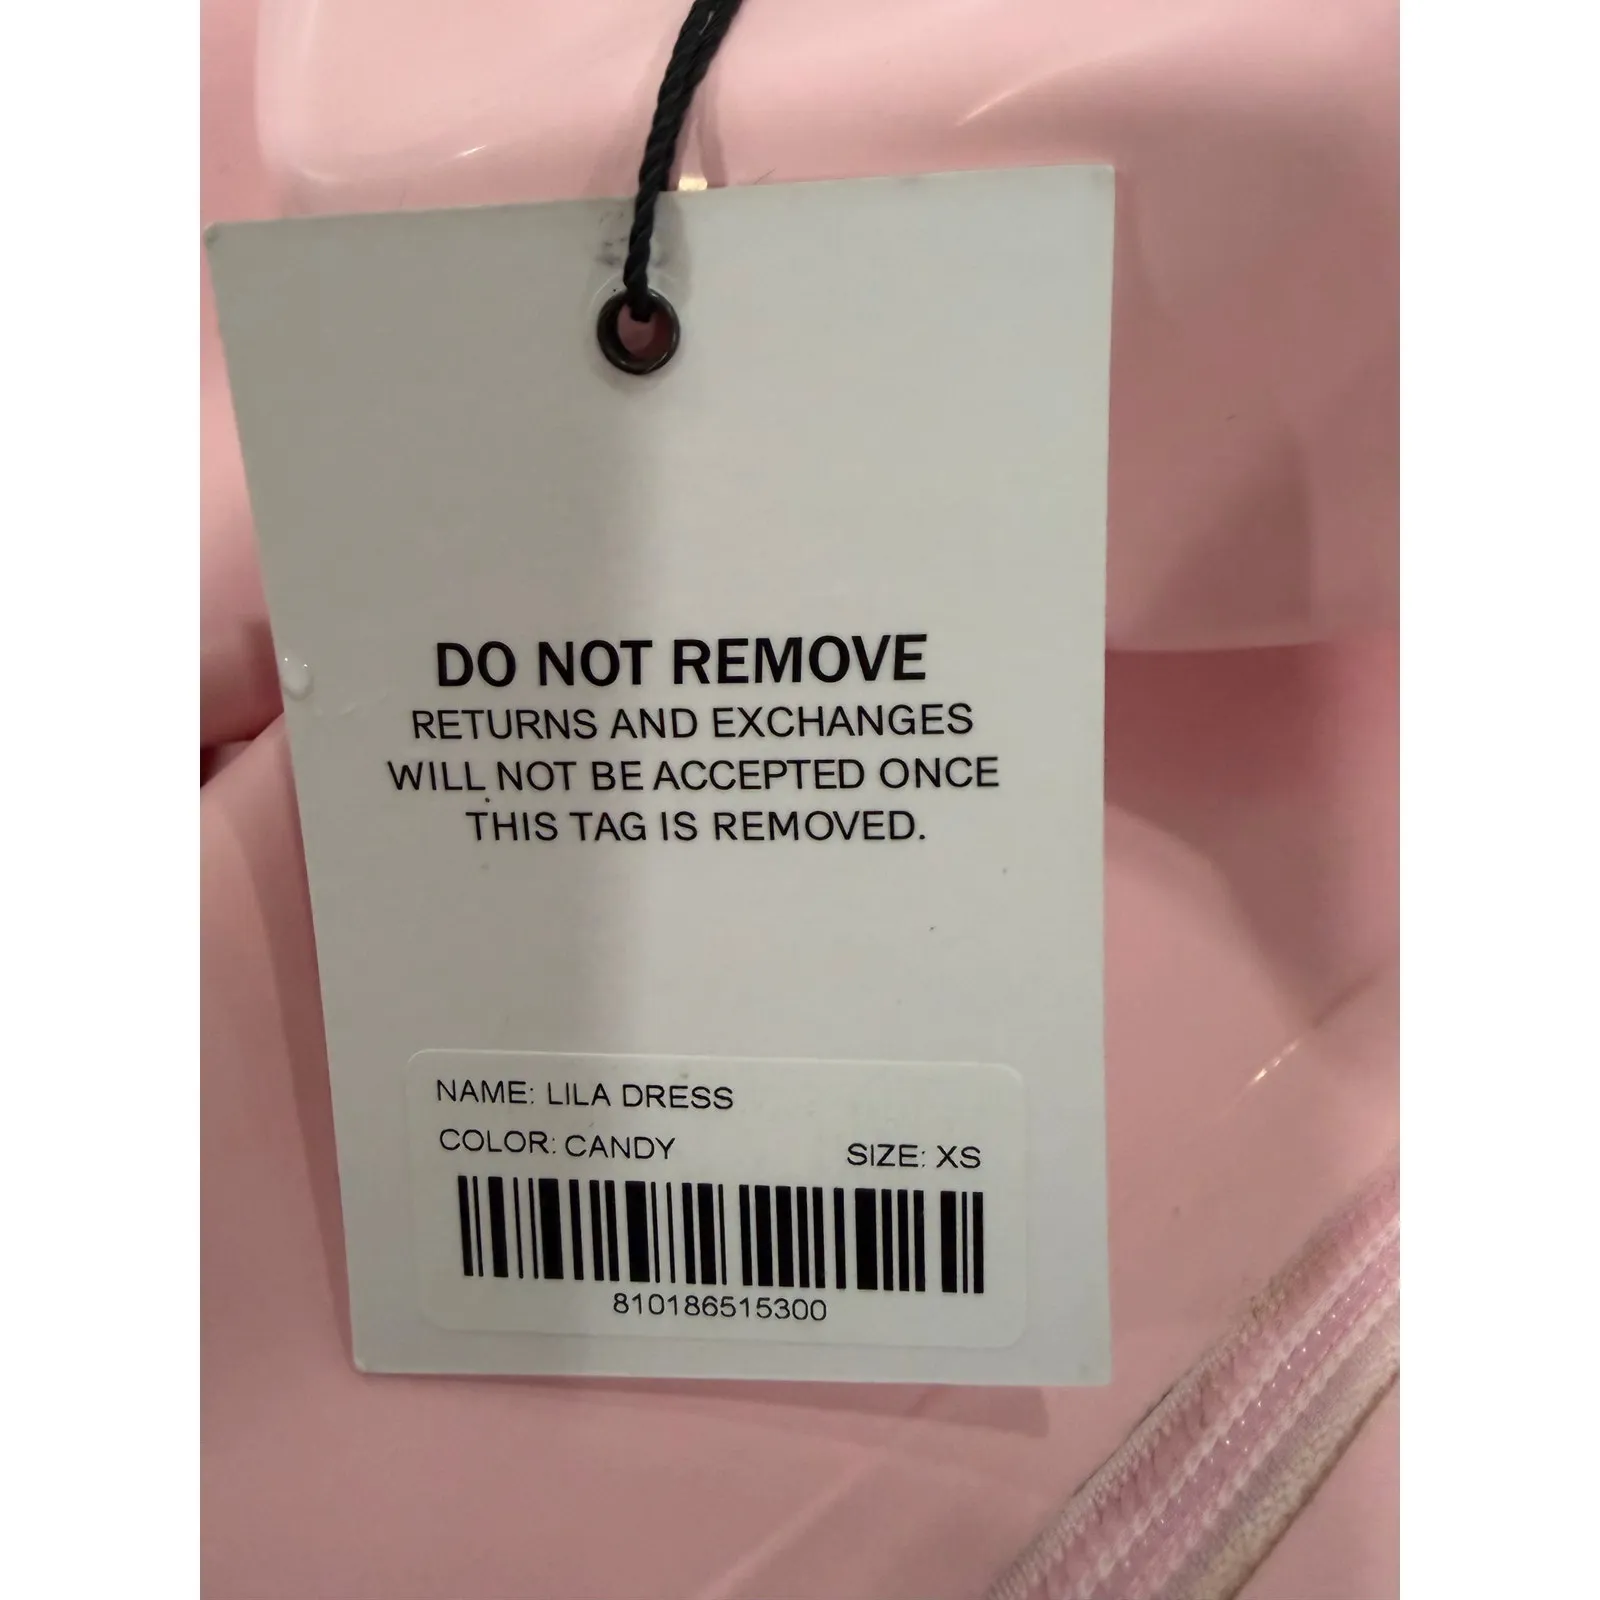 DO NOT REMOVE
RETURNS AND EXCHANGES
WILL NOT BE ACCEPTED ONCE
THIS TAG IS REMOVED.
NAME: LILA DRESS
COLOR: CANDY SIZE: XS
810186515300